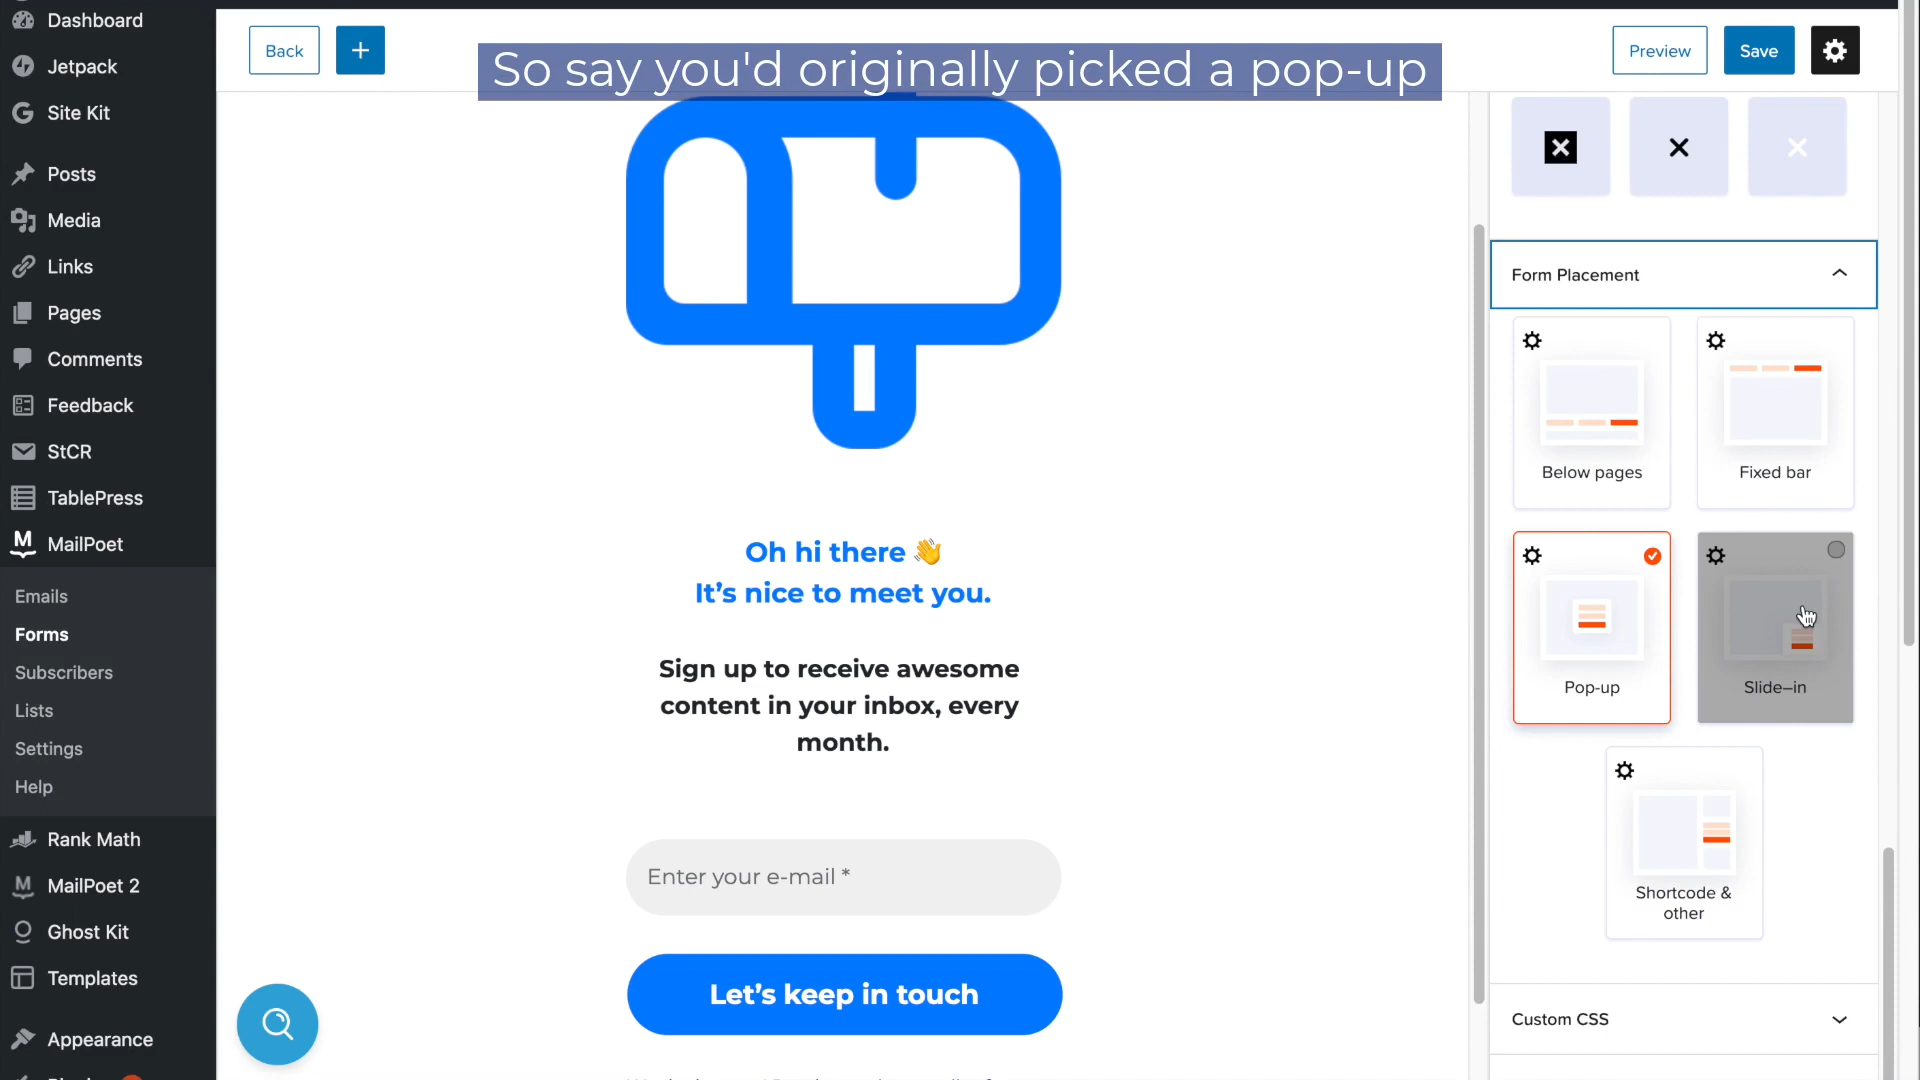 Dashboard
Jetpack
Site Kit
Posts
Media
Links
Pages
Comments
Feedback
StCR
TablePress
MailPoet
Emails
Forms
Subscribers
Lists
Settings
Help
Rank Math
MailPoet 2
Ghost Kit
Templates
Appearance
Back
So say you'd originally picked a pop-up
Preview
Save
Oh hi there 👋
It's nice to meet you.
Sign up to receive awesome
content in your inbox, every
month.
Enter your e-mail *
Let's keep in touch
Form Placement
Below pages
Fixed bar
Pop-up
Slide–in
Shortcode &
other
Custom CSS